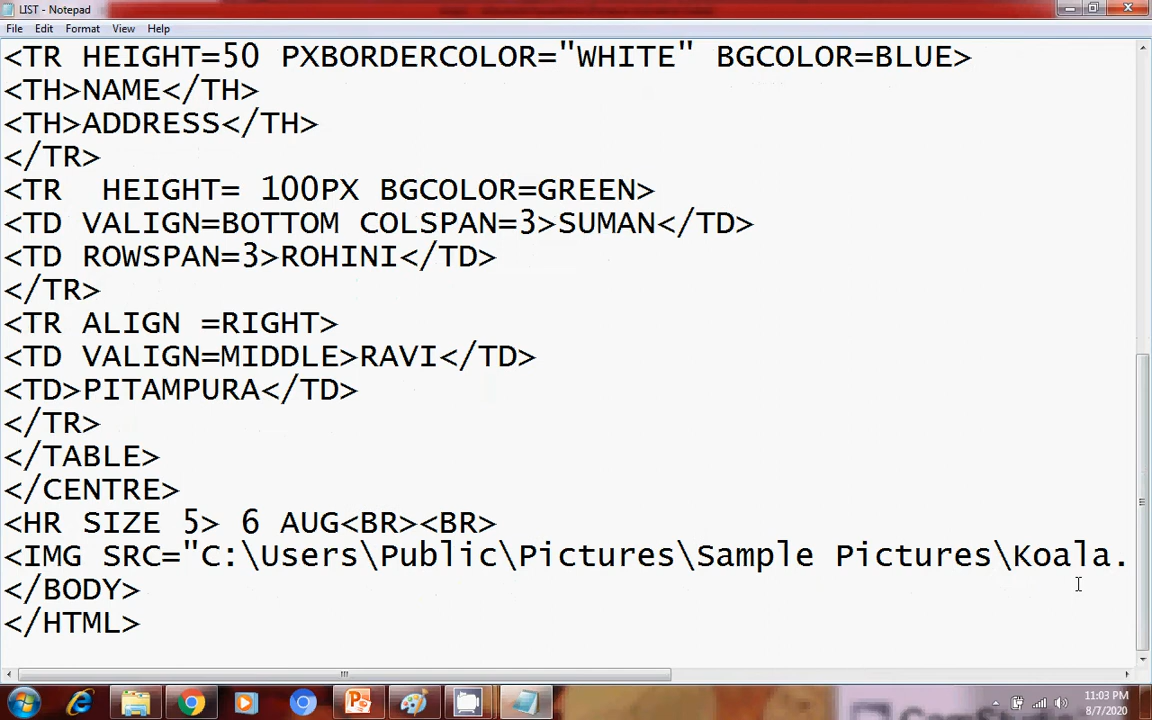 LIST - Notepad
File Edit Format View Help
<TR HEIGHT=50 PXBORDERCOLOR="WHITE" BGCOLOR=BLUE>
<TH>NAME</TH>
<TH>ADDRESS</TH>
</TR>
<TR  HEIGHT= 100PX BGCOLOR=GREEN>
<TD VALIGN=BOTTOM COLSPAN=3>SUMAN</TD>
<TD ROWSPAN=3>ROHINI</TD>
</TR>
<TR ALIGN =RIGHT>
<TD VALIGN=MIDDLE>RAVI</TD>
<TD>PITAMPURA</TD>
</TR>
</TABLE>
</CENTRE>
<HR SIZE 5> 6 AUG<BR><BR>
<IMG SRC="C:\Users\Public\Pictures\Sample Pictures\Koala.
</BODY>
</HTML>
11:03 PM
8/7/2020